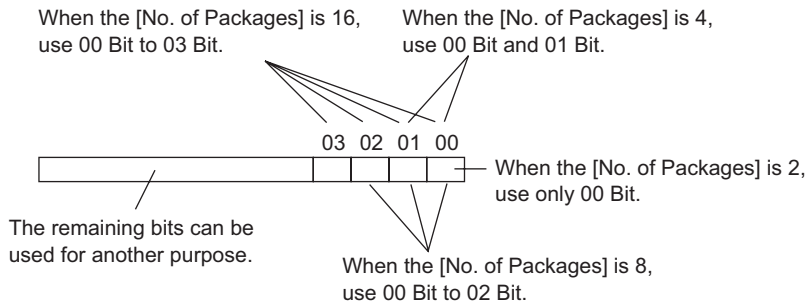 When the [No. of Packages] is 16,
use 00 Bit to 03 Bit.
When the [No. of Packages] is 4,
use 00 Bit and 01 Bit.
03 02 01 00
When the [No. of Packages] is 2,
use only 00 Bit.
The remaining bits can be
used for another purpose.
When the [No. of Packages] is 8,
use 00 Bit to 02 Bit.